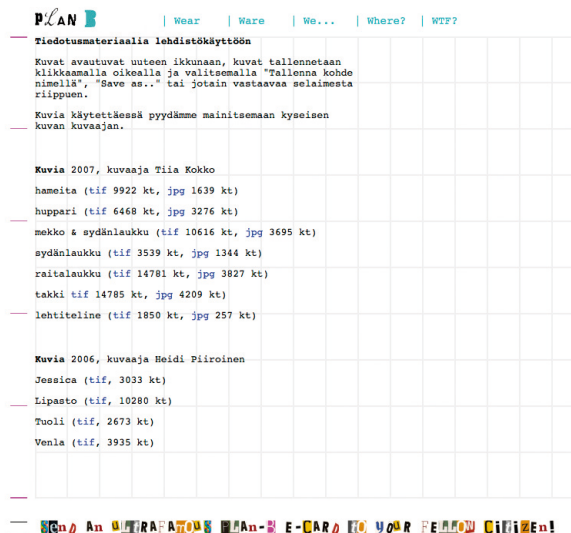 PLAN B
| Wear | Ware | We... | Where? | WTF?
Tiedotusmateriaalia lehdistökäyttöön
Kuvat avautuvat uuteen ikkunaan, kuvat tallennetaan
klikkaamalla oikealla ja valitsemalla "Tallenna kohde
nimellä", "Save as.." tai jotain vastaavaa selaimesta
riippuen.
Kuvia käytettäessä pyydämme mainitsemaan kyseisen
kuvan kuvaajan.
Kuvia 2007, kuvaaja Tiia Kokko
hameita (tif 9922 kt, jpg 1639 kt)
huppari (tif 6468 kt, jpg 3276 kt)
mekko & sydänlaukku (tif 10616 kt, jpg 3695 kt)
sydänlaukku (tif 3539 kt, jpg 1344 kt)
raitalaukku (tif 14781 kt, jpg 3827 kt)
takki tif 14785 kt, jpg 4209 kt)
lehtiteline (tif 1850 kt, jpg 257 kt)
Kuvia 2006, kuvaaja Heidi Piiroinen
Jessica (tif, 3033 kt)
Lipasto (tif, 10280 kt)
Tuoli (tif, 2673 kt)
Venla (tif, 3935 kt)
SEnD An ULTRAFAmOUS PLAn-B E-CARD TO YOUR FELLOW CiTiZEn!